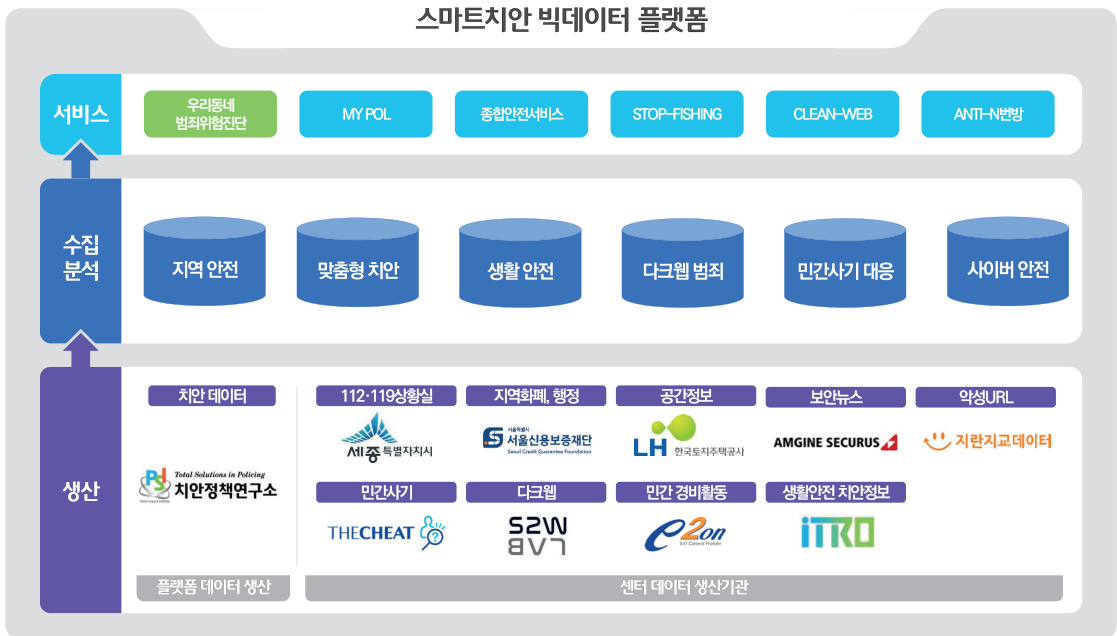 스마트치안 빅데이터 플랫폼
서비스
우리동네
범죄위험진단
MY POL
종합안전서비스
STOP-FISHING
CLEAN-WEB
ANTI-N번방
수집
분석
지역 안전
맞춤형 치안
생활 안전
다크웹 범죄
민간사기 대응
사이버 안전
생산
치안 데이터
PSI
Total Solutions in Policing
치안정책연구소
플랫폼 데이터 생산
112·119상황실
세종특별자치시
지역화폐, 행정
서울특별시
서울신용보증재단
Seoul Credit Guarantee Foundation
공간정보
LH 한국토지주택공사
보안뉴스
AMGINE SECURUS
악성URL
지란지교데이터
민간사기
THECHEAT
다크웹
S2W
LAB
민간 경비활동
e2on
생활안전 치안정보
iTRO
센터 데이터 생산기관